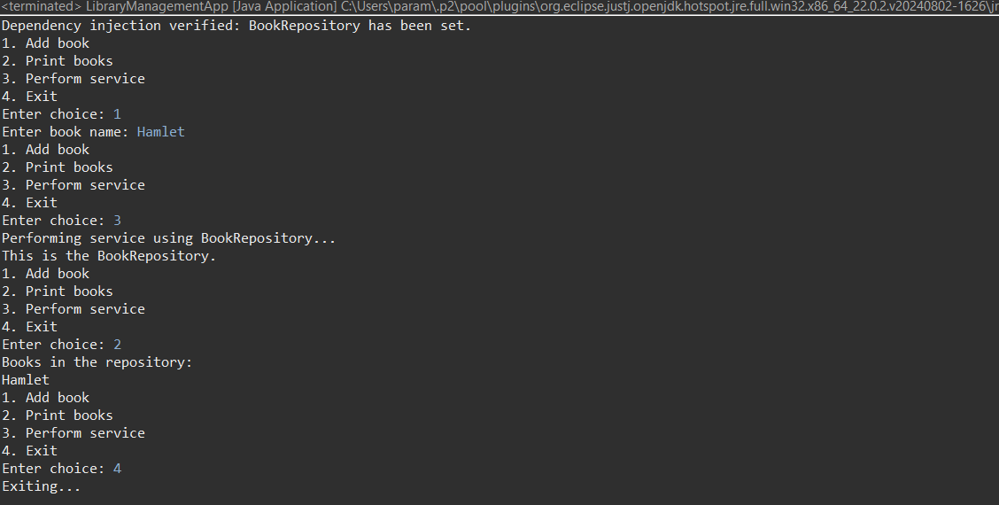 <terminated> LibraryManagementApp [Java Application] C:\Users\param\.p2\pool\plugins\org.eclipse.justj.openjdk.hotspot.jre.full.win32.x86_64_22.0.2.v20240802-1626\jr
Dependency injection verified: BookRepository has been set.
1. Add book
2. Print books
3. Perform service
4. Exit
Enter choice: 1
Enter book name: Hamlet
1. Add book
2. Print books
3. Perform service
4. Exit
Enter choice: 3
Performing service using BookRepository...
This is the BookRepository.
1. Add book
2. Print books
3. Perform service
4. Exit
Enter choice: 2
Books in the repository:
Hamlet
1. Add book
2. Print books
3. Perform service
4. Exit
Enter choice: 4
Exiting...